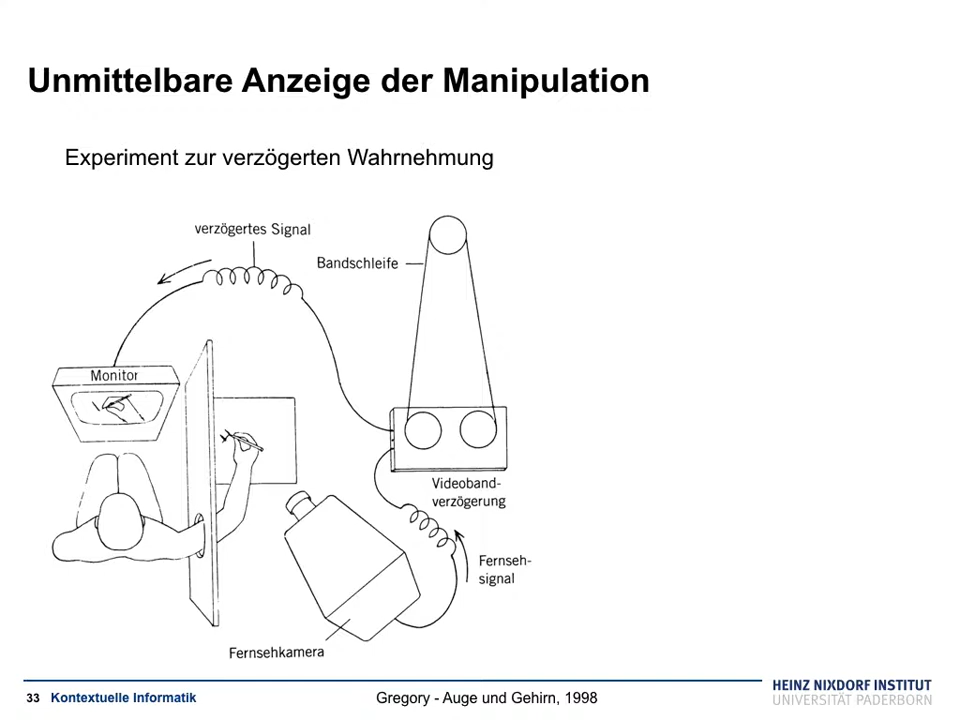 Unmittelbare Anzeige der Manipulation
Experiment zur verzögerten Wahrnehmung
verzögertes Signal
Bandschleife
Monitor
Videoband-
verzögerung
Fernseh-
signal
Fernsehkamera
33 Kontextuelle Informatik
Gregory - Auge und Gehirn, 1998
HEINZ NIXDORF INSTITUT
UNIVERSITÄT PADERBORN